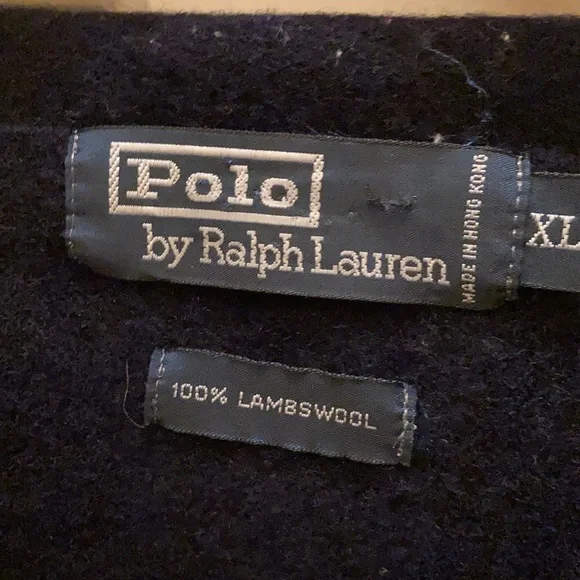 Polo
by Ralph Lauren
MADE IN HONG KONG
XL
100% LAMBSWOOL